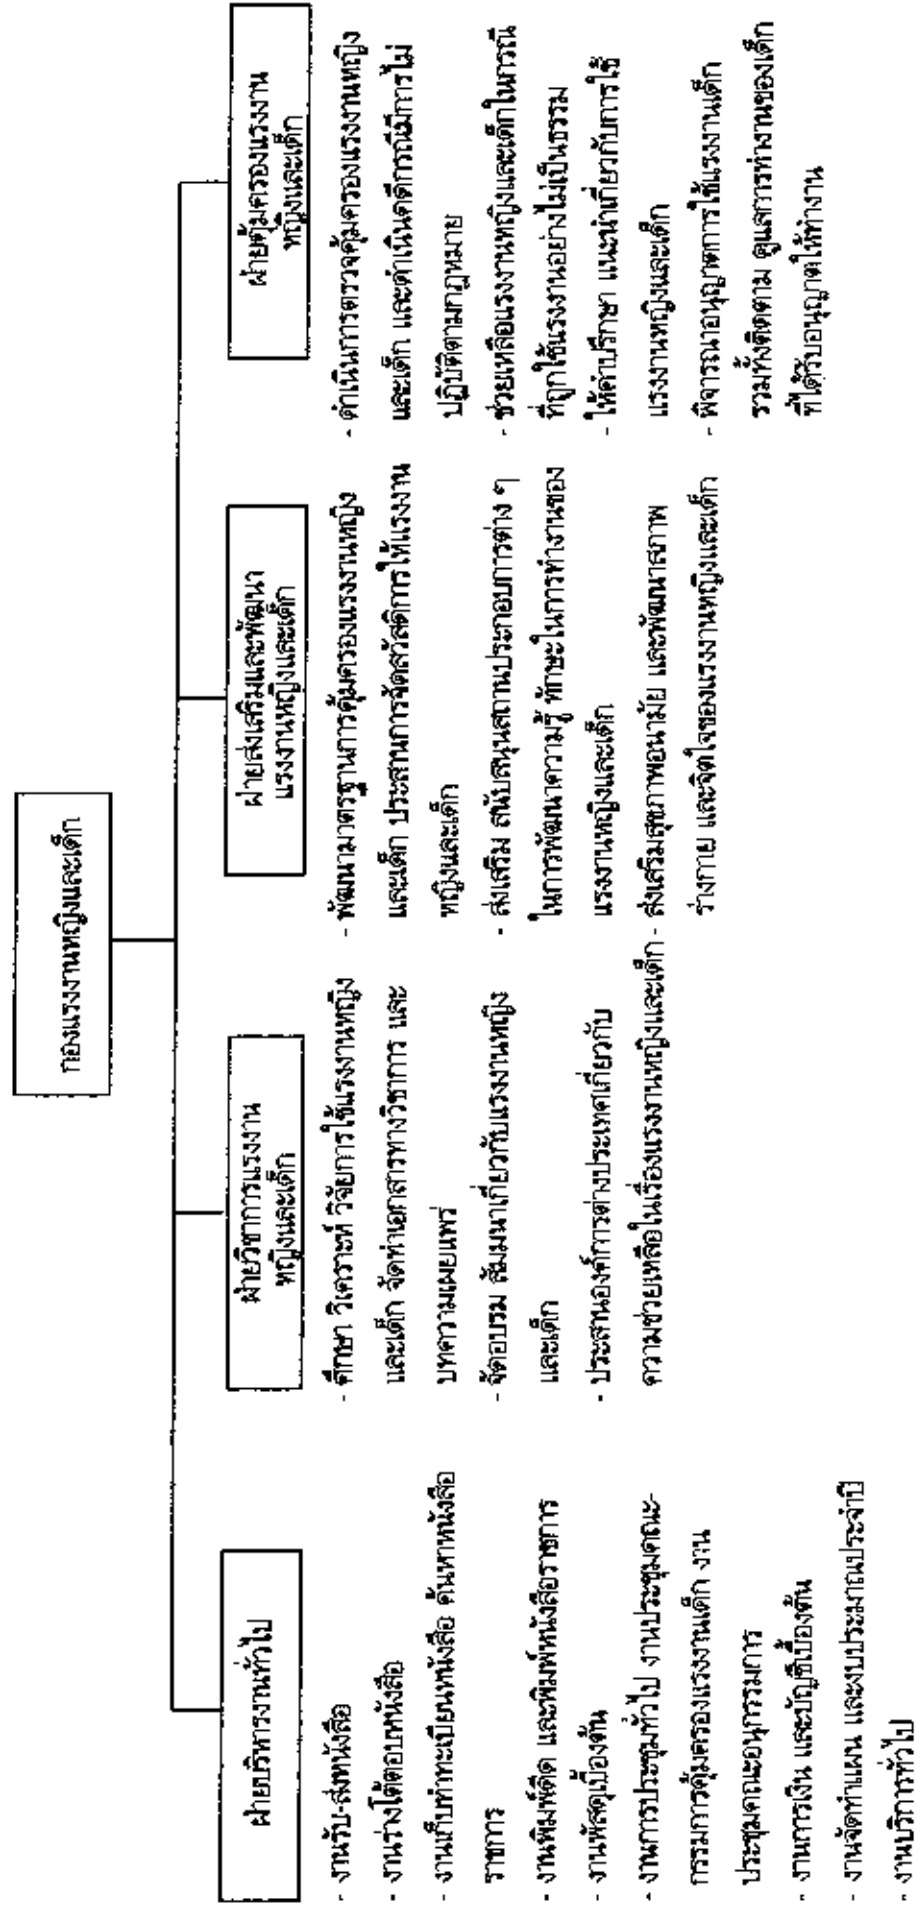 กองแรงงานหญิงและเด็ก
ฝ่ายบริหารงานทั่วไป
- งานรับ-ส่งหนังสือ
- งานร่างโต้ตอบหนังสือ
- งานเก็บทำทะเบียนหนังสือ ค้นหาหนังสือ
ราชการ
- งานพิมพ์ดีด และพิมพ์หนังสือราชการ
- งานพัสดุเบื้องต้น
- งานการประชุมทั่วไป งานประชุมคณะ-
กรรมการคุ้มครองแรงงานเด็ก งาน
ประชุมคณะอนุกรรมการ
- งานการเงิน และบัญชีเบื้องต้น
- งานจัดทำแผน และงบประมาณประจำปี
- งานบริการทั่วไป
ฝ่ายวิชาการแรงงาน
หญิงและเด็ก
- ศึกษา วิเคราะห์ วิจัยการใช้แรงงานหญิง
และเด็ก จัดทำเอกสารทางวิชาการ และ
บทความเผยแพร่
- จัดอบรม สัมมนาเกี่ยวกับแรงงานหญิง
และเด็ก
- ประสานองค์การต่างประเทศเกี่ยวกับ
ความช่วยเหลือในเรื่องแรงงานหญิงและเด็ก
ฝ่ายส่งเสริมและพัฒนา
แรงงานหญิงและเด็ก
- พัฒนามาตรฐานการคุ้มครองแรงงานหญิง
และเด็ก ประสานการจัดสวัสดิการให้แรงงาน
หญิงและเด็ก
- ส่งเสริม สนับสนุนสถานประกอบการต่าง ๆ
ในการพัฒนาความรู้ ทักษะในการทำงานของ
แรงงานหญิงและเด็ก
- ส่งเสริมสุขภาพอนามัย และพัฒนาสภาพ
ร่างกาย และจิตใจของแรงงานหญิงและเด็ก
ฝ่ายคุ้มครองแรงงาน
หญิงและเด็ก
- ดำเนินการตรวจคุ้มครองแรงงานหญิง
และเด็ก และดำเนินคดีกรณีมีการไม่
ปฏิบัติตามกฎหมาย
- ช่วยเหลือแรงงานหญิงและเด็กในกรณี
ที่ถูกใช้แรงงานอย่างไม่เป็นธรรม
- ให้คำปรึกษา แนะนำเกี่ยวกับการใช้
แรงงานหญิงและเด็ก
- พิจารณาอนุญาตการใช้แรงงานเด็ก
รวมทั้งติดตาม ดูแลการทำงานของเด็ก
ที่ได้รับอนุญาตให้ทำงาน